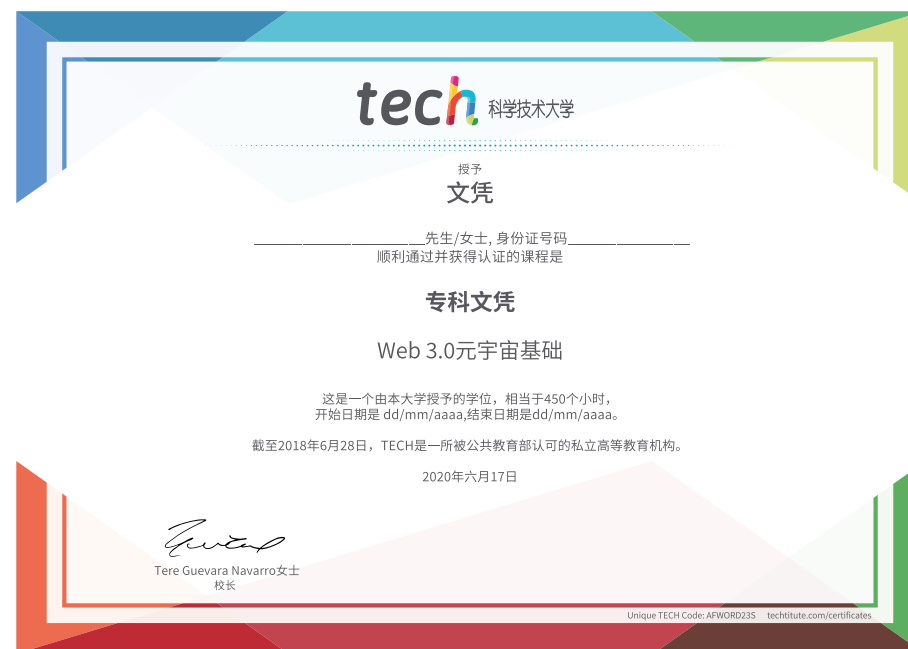 tech 科学技术大学
授予
文凭
_____________________先生/女士, 身份证号码_______________
顺利通过并获得认证的课程是
专科文凭
Web 3.0元宇宙基础
这是一个由本大学授予的学位，相当于450个小时，
开始日期是 dd/mm/aaaa,结束日期是dd/mm/aaaa。
截至2018年6月28日，TECH是一所被公共教育部认可的私立高等教育机构。
2020年六月17日
Tere Guevara Navarro女士
校长
Unique TECH Code: AFWORD23S techtitute.com/certificates